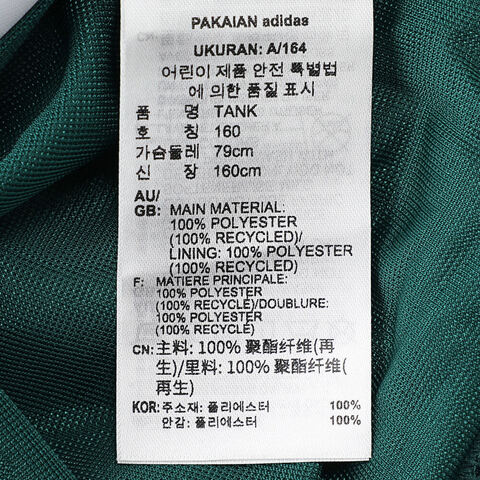 PAKAIAN adidas
UKURAN: A/164
어린이 제품 안전 특별법
에 의한 품질 표시
품 명 TANK
호 칭 160
가슴둘레 79cm
신 장 160cm
AU/
GB: MAIN MATERIAL:
100% POLYESTER
(100% RECYCLED)/
LINING: 100% POLYESTER
(100% RECYCLED)
F: MATIERE PRINCIPALE:
100% POLYESTER
(100% RECYCLÉ)/DOUBLURE:
100% POLYESTER
(100% RECYCLÉ)
CN: 主料: 100% 聚酯纤维(再
生)/里料: 100% 聚酯纤维(
再生)
KOR: 주소재: 폴리에스터 100%
안감: 폴리에스터 100%